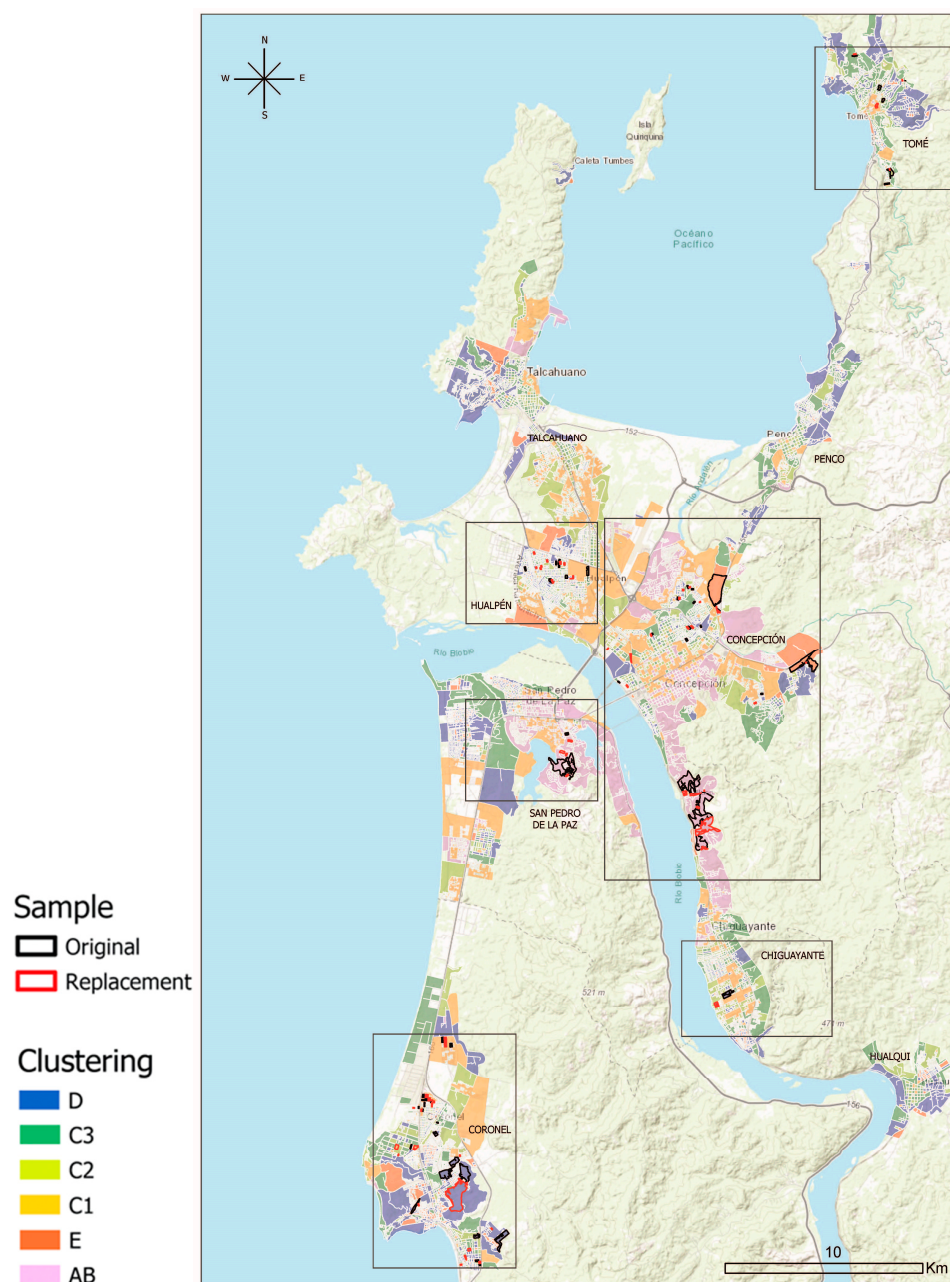 N
W
E
S
Isla
Quiriquina
Caleta Tumbes
Tomé
TOMÉ
Océano
Pacífico
Talcahuano
TALCAHUANO
152
Penco
PENCO
Río Andalién
Hualpén
HUALPÉN
CONCEPCIÓN
Río Biobío
Concepción
San Pedro
de La Paz
SAN PEDRO
DE LA PAZ
Río Biobío
Chiguayante
CHIGUAYANTE
521 m
471 m
HUALQUI
156
Coronel
CORONEL
Sample
Original
Replacement
Clustering
D
C3
C2
C1
E
AB
10
Km